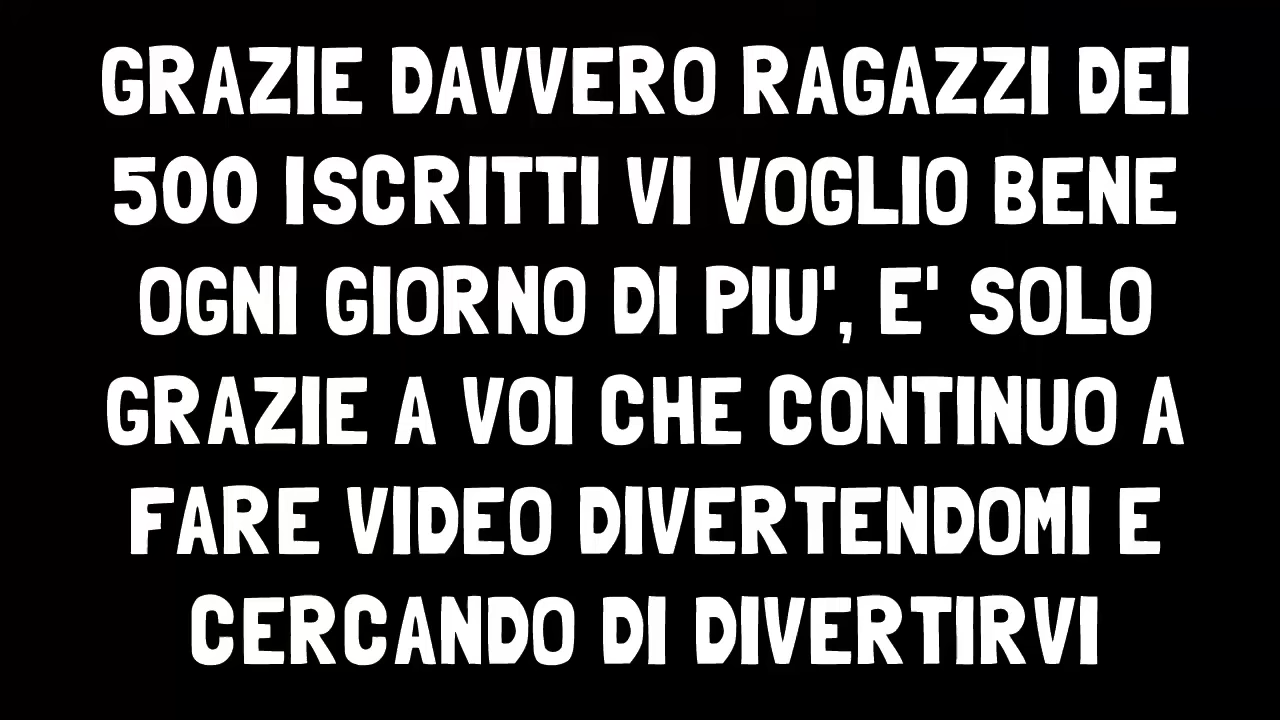 GRAZIE DAVVERO RAGAZZI DEI
500 ISCRITTI VI VOGLIO BENE
OGNI GIORNO DI PIU', E' SOLO
GRAZIE A VOI CHE CONTINUO A
FARE VIDEO DIVERTENDOMI E
CERCANDO DI DIVERTIRVI